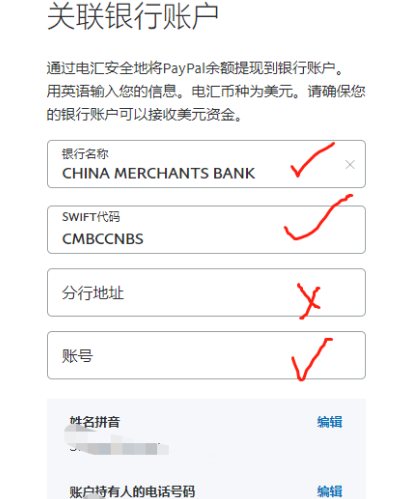 关联银行账户
通过电汇安全地将PayPal余额提现到银行账户。
用英语输入您的信息。电汇币种为美元。请确保您
的银行账户可以接收美元资金。
银行名称
CHINA MERCHANTS BANK
SWIFT代码
CMBCCNBS
分行地址
账号
姓名拼音 编辑
账户持有人的电话号码 编辑